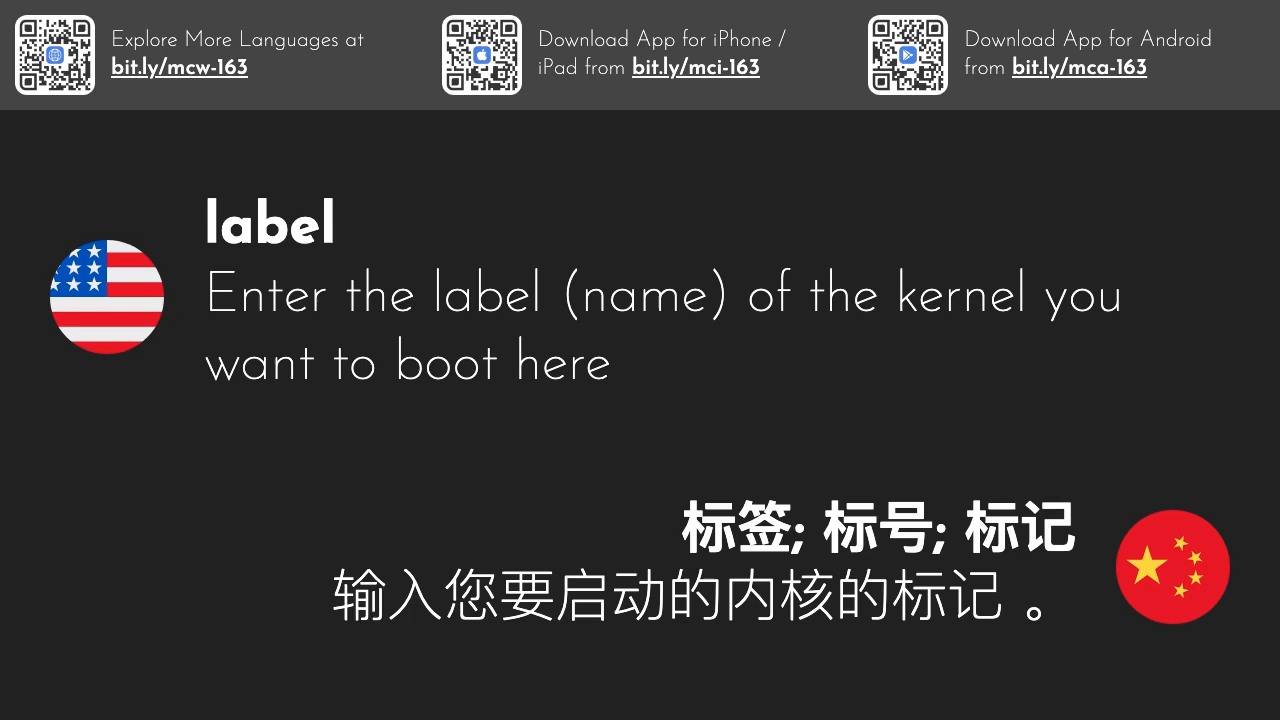 Explore More Languages at
bit.ly/mcw-163
Download App for iPhone /
iPad from bit.ly/mci-163
Download App for Android
from bit.ly/mca-163
label
Enter the label (name) of the kernel you
want to boot here
标签; 标号; 标记
输入您要启动的内核的标记 。